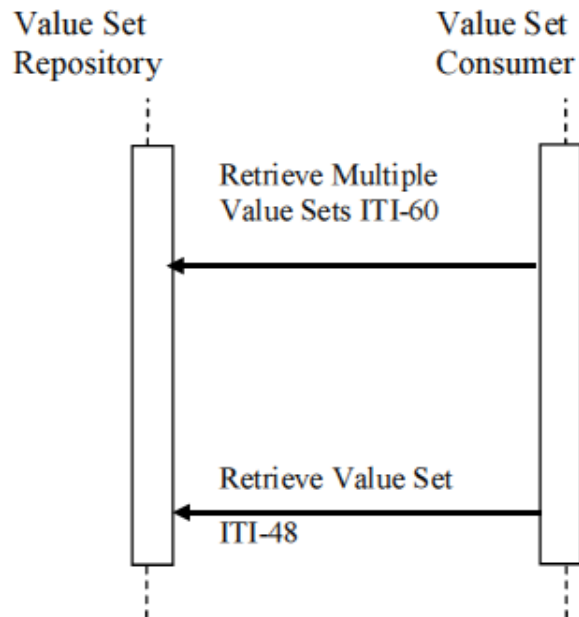 Value Set
Repository
Value Set
Consumer
Retrieve Multiple
Value Sets ITI-60
Retrieve Value Set
ITI-48